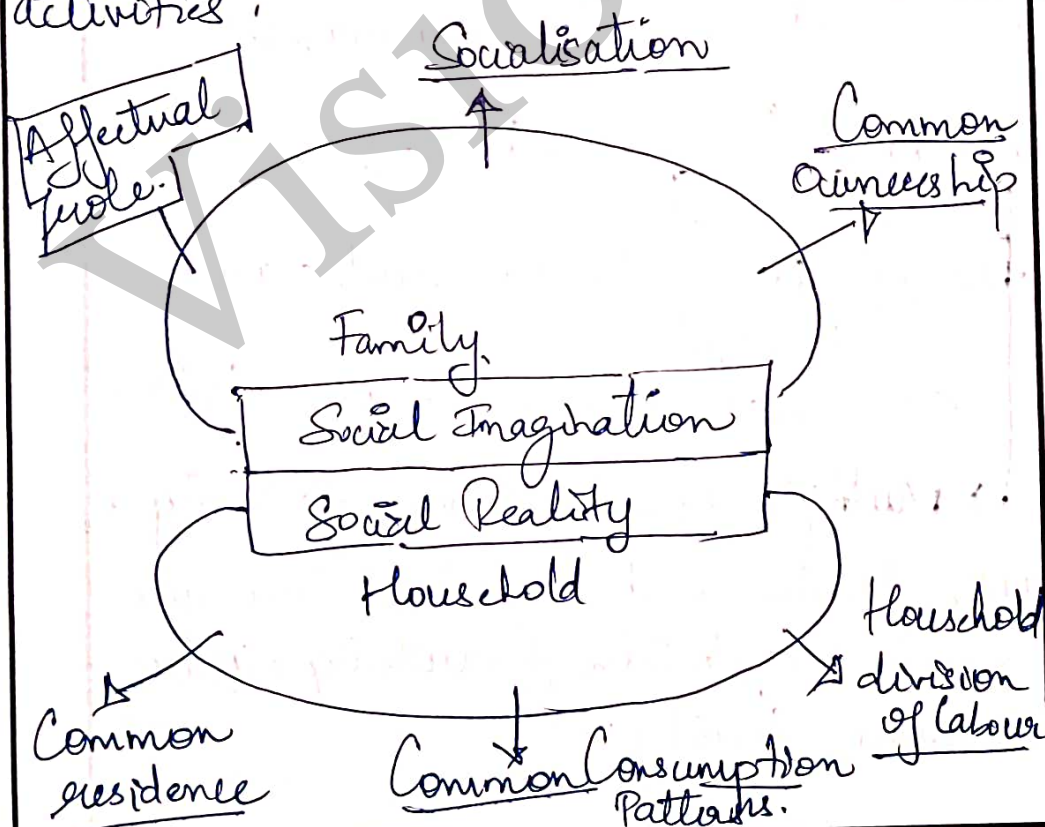 activities.
Socialisation
Affectual
role.
Common
Ownership
Family.
Social Imagination
Social Reality
Household
Common
residence
Common Consumption
Patterns.
Household
division
of labour
Visio